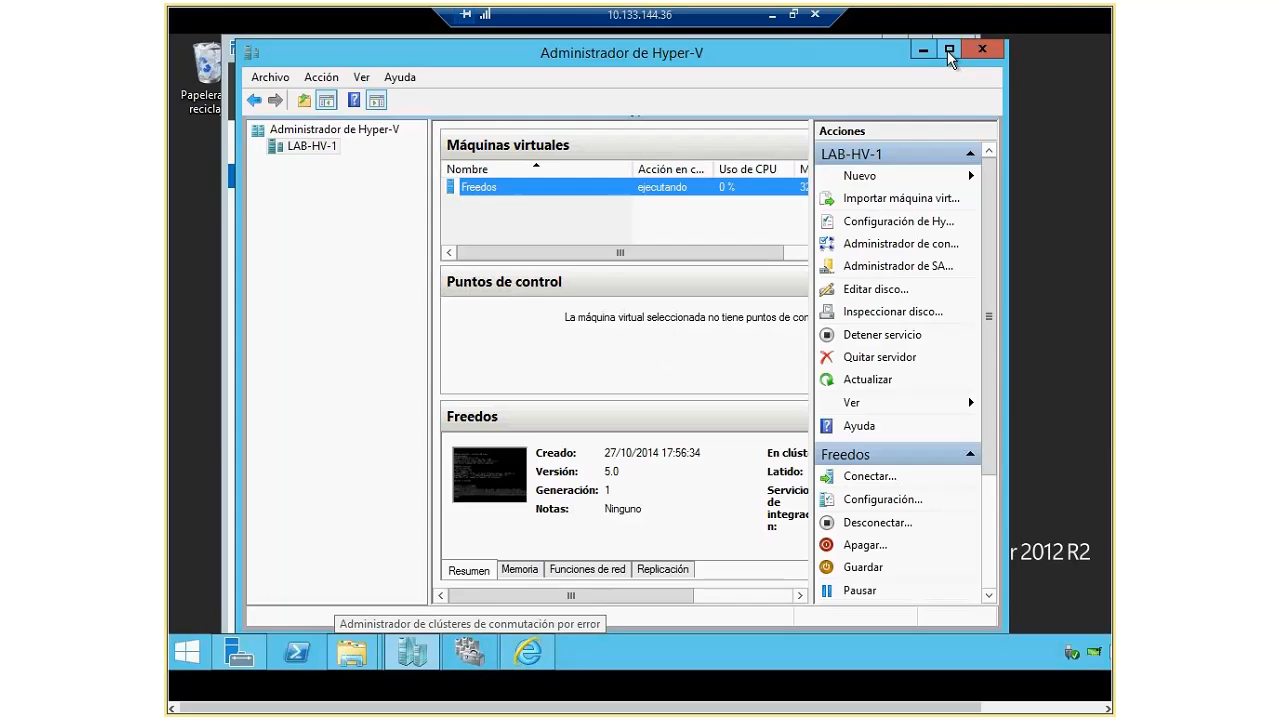 10.133.144.36
Papelera
recicla
Administrador de Hyper-V
Archivo Acción Ver Ayuda
Administrador de Hyper-V
LAB-HV-1
Máquinas virtuales
Nombre Acción en c... Uso de CPU M
Freedos ejecutando 0 % 32
Puntos de control
La máquina virtual seleccionada no tiene puntos de con
Freedos
Creado: 27/10/2014 17:56:34 En clúst
Versión: 5.0 Latido:
Generación: 1 Servicio
de
integrac
n:
Notas: Ninguno
Resumen Memoria Funciones de red Replicación
Acciones
LAB-HV-1
Nuevo
Importar máquina virt...
Configuración de Hy...
Administrador de con...
Administrador de SA...
Editar disco...
Inspeccionar disco...
Detener servicio
Quitar servidor
Actualizar
Ver
Ayuda
Freedos
Conectar...
Configuración...
Desconectar...
Apagar...
Guardar
Pausar
r 2012 R2
Administrador de clústeres de conmutación por error